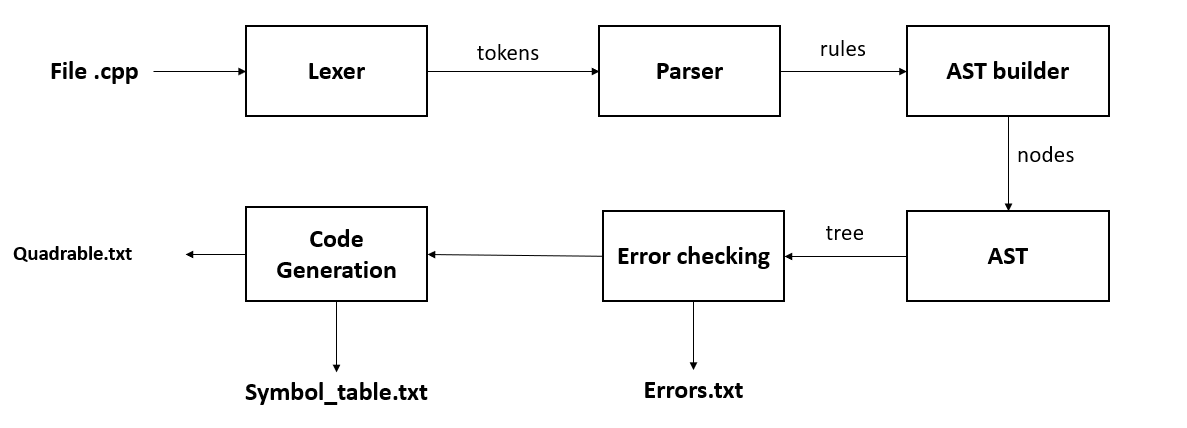 File .cpp
Lexer
tokens
Parser
rules
AST builder
nodes
Quadrable.txt
Code
Generation
Error checking
tree
AST
Symbol_table.txt
Errors.txt